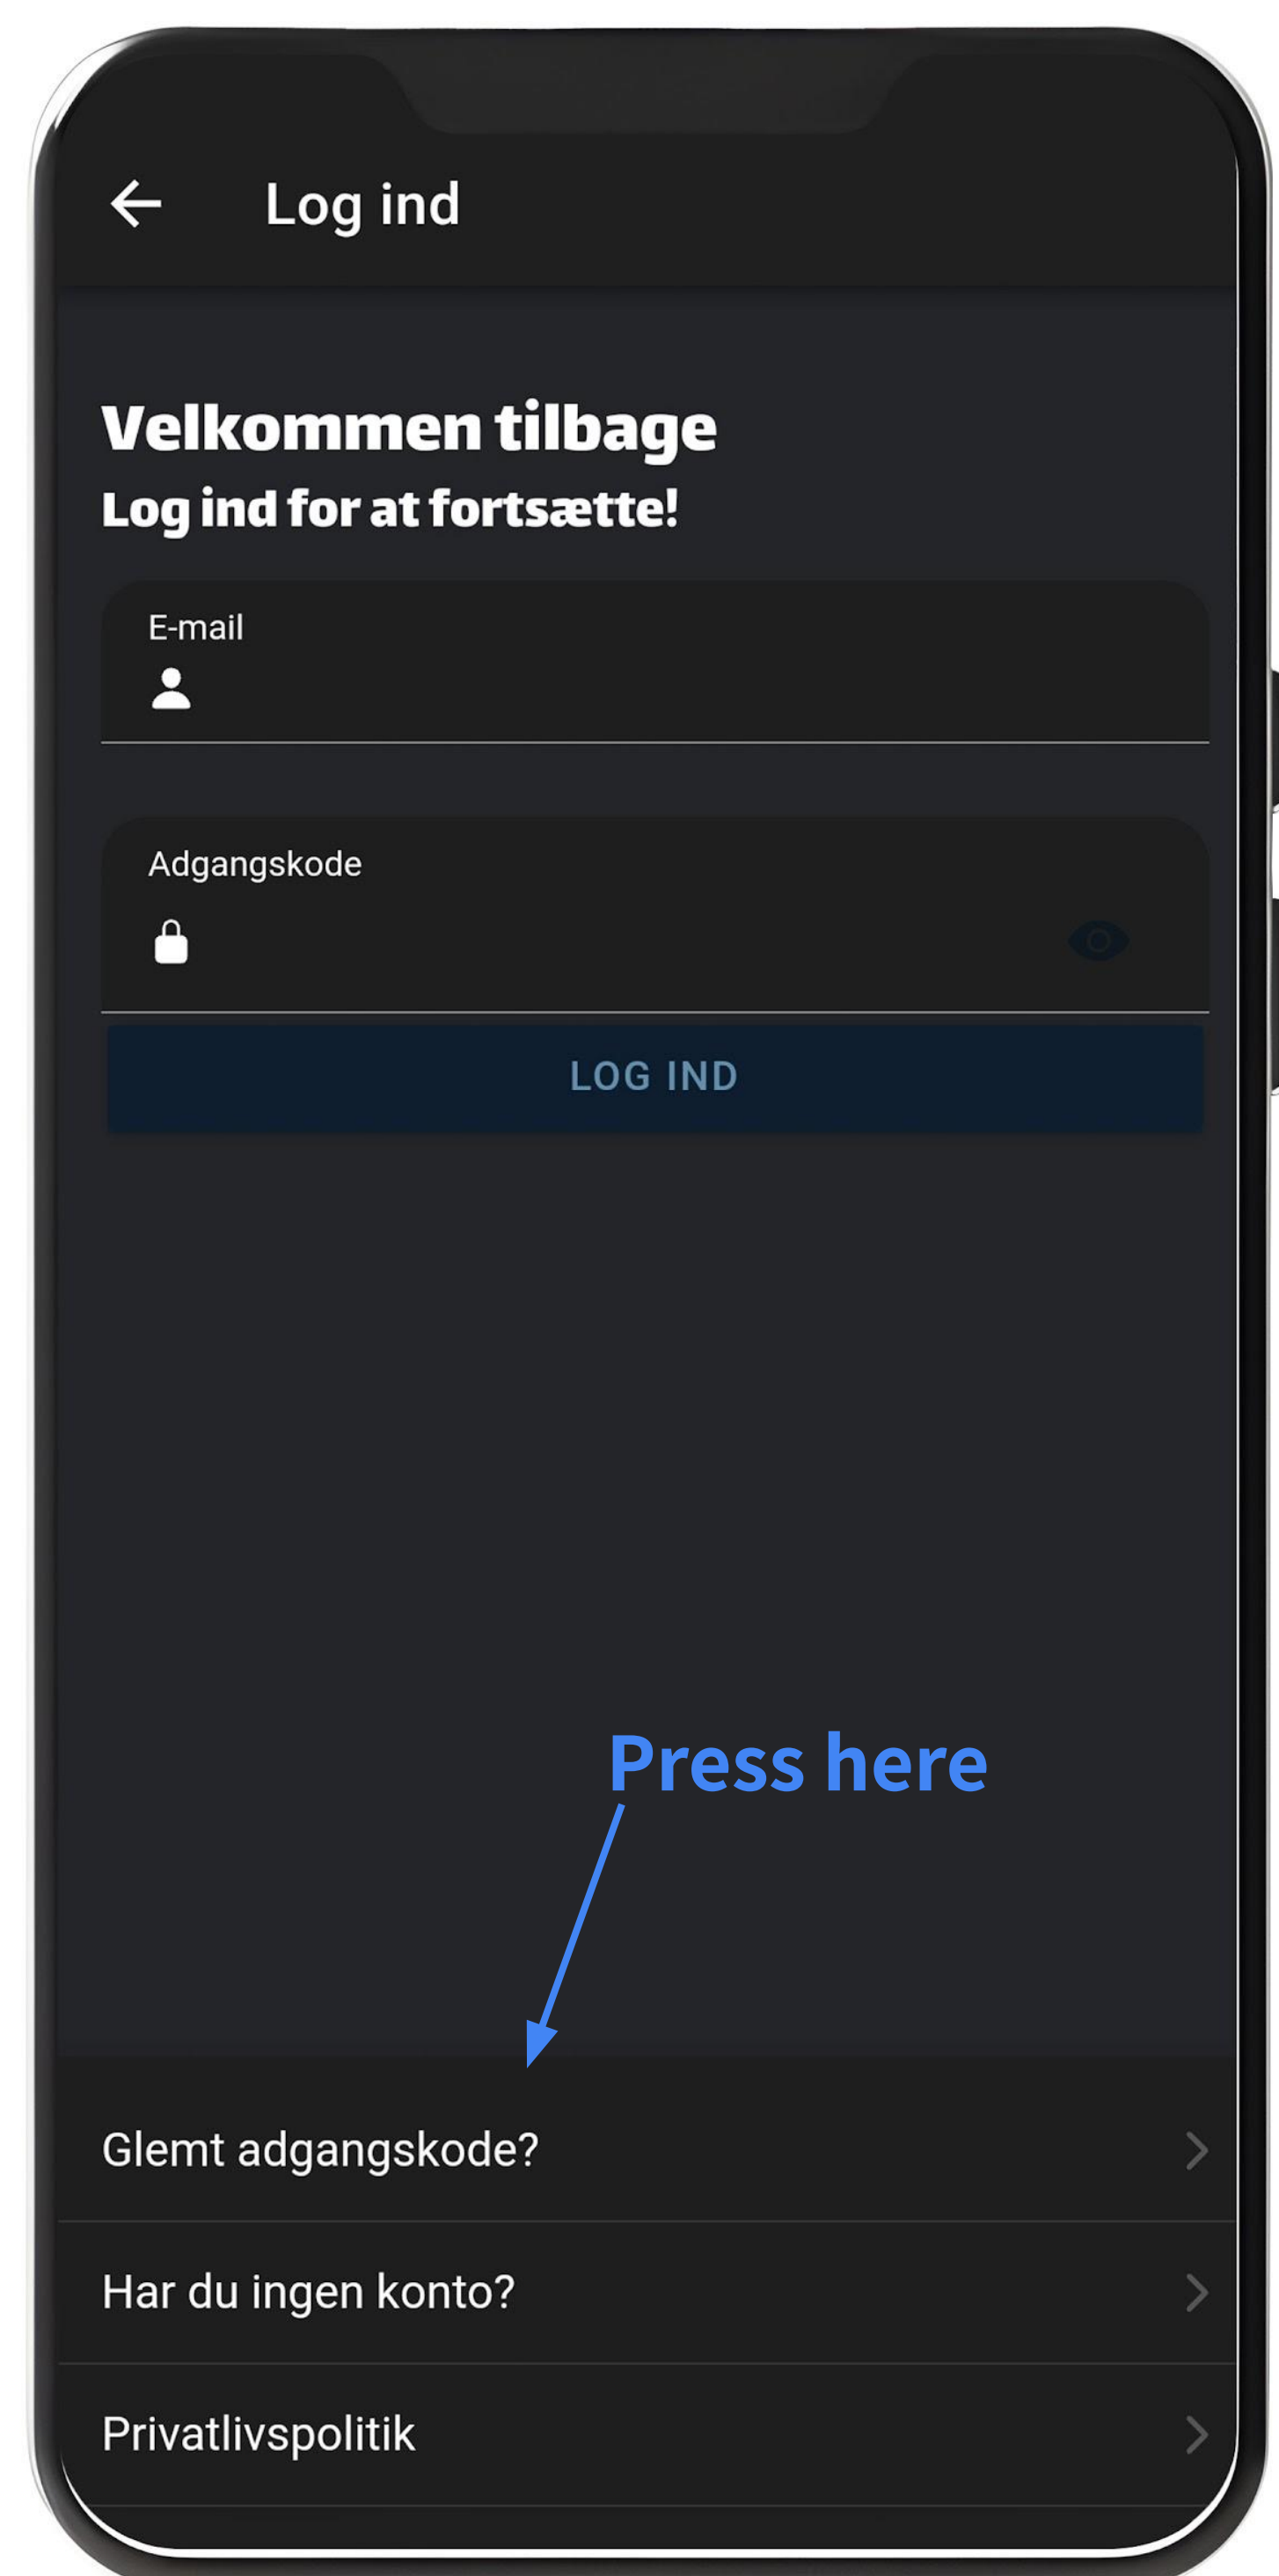 Log ind
Velkommen tilbage
Log ind for at fortsætte!
E-mail
Adgangskode
LOG IND
Press here
Glemt adgangskode?
Har du ingen konto?
Privatlivspolitik